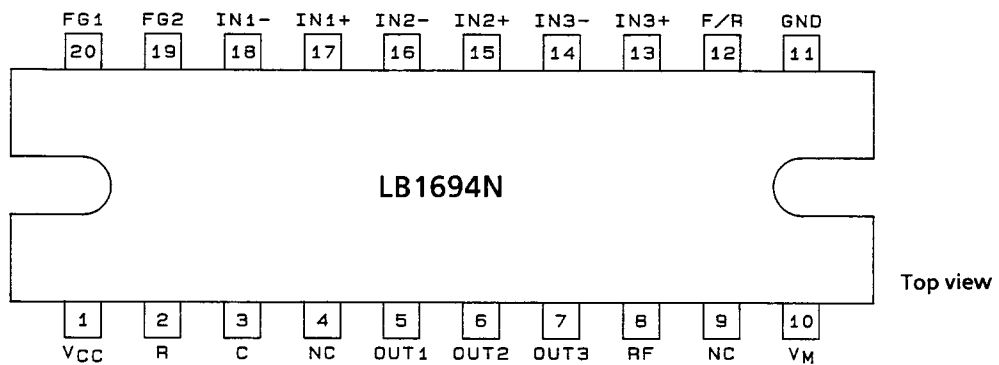 FG1 FG2 IN1- IN1+ IN2- IN2+ IN3- IN3+ F/R GND
20 19 18 17 16 15 14 13 12 11
LB1694N
Top view
1 2 3 4 5 6 7 8 9 10
VCC R C NC OUT1 OUT2 OUT3 RF NC VM